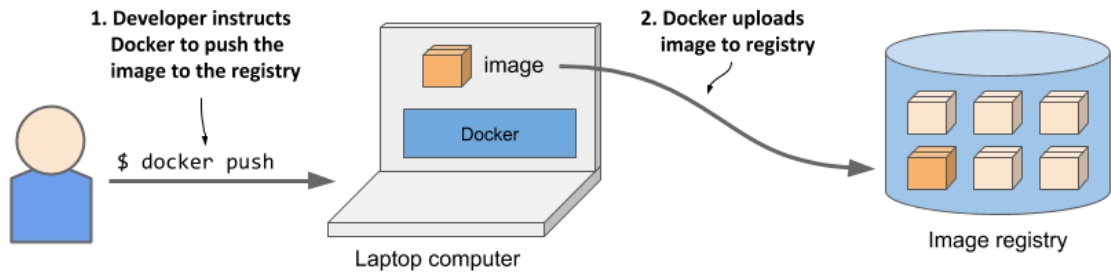 1. Developer instructs
Docker to push the
image to the registry
$ docker push
image
Docker
Laptop computer
2. Docker uploads
image to registry
Image registry